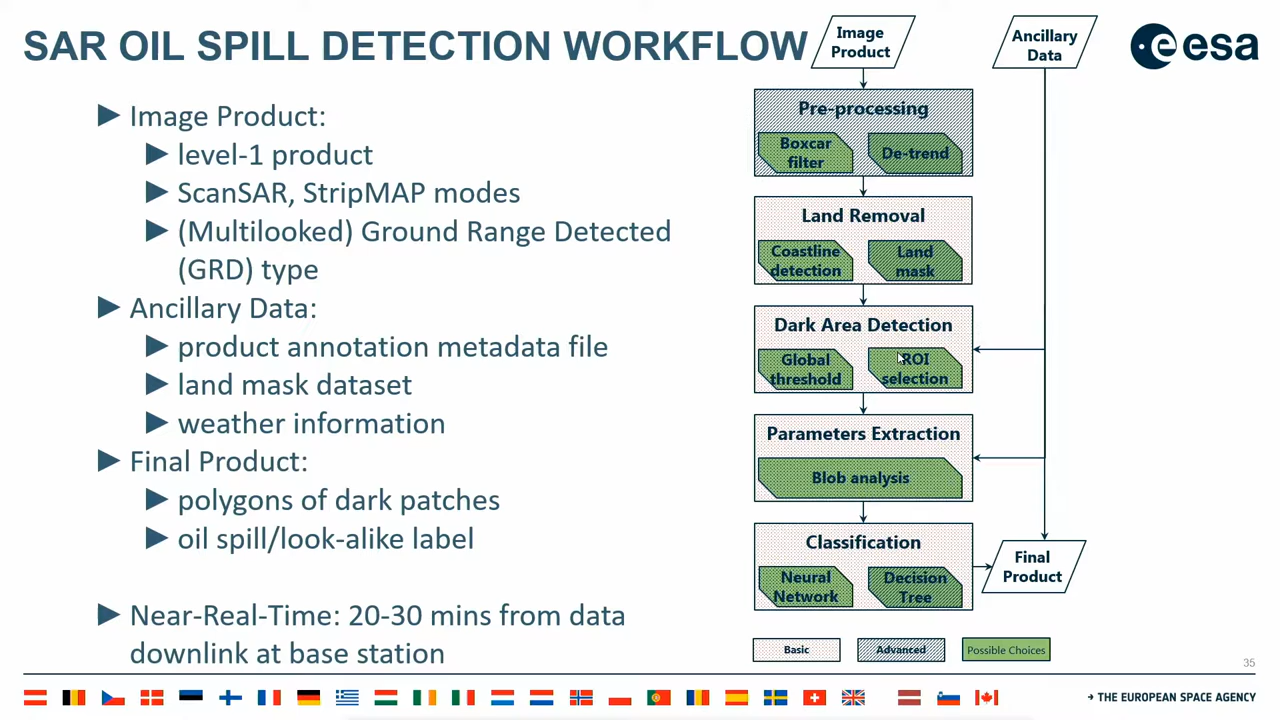 SAR OIL SPILL DETECTION WORKFLOW
► Image Product:
► level-1 product
► ScanSAR, StripMAP modes
► (Multilooked) Ground Range Detected
(GRD) type
► Ancillary Data:
► product annotation metadata file
► land mask dataset
► weather information
► Final Product:
► polygons of dark patches
► oil spill/look-alike label
► Near-Real-Time: 20-30 mins from data
downlink at base station
Image
Product
Ancillary
Data
esa
Pre-processing
Boxcar
filter
De-trend
Land Removal
Coastline
detection
Land
mask
Dark Area Detection
Global
threshold
ROI
selection
Parameters Extraction
Blob analysis
Classification
Neural
Network
Decision
Tree
Final
Product
Basic
Advanced
Possible Choices
35
→ THE EUROPEAN SPACE AGENCY